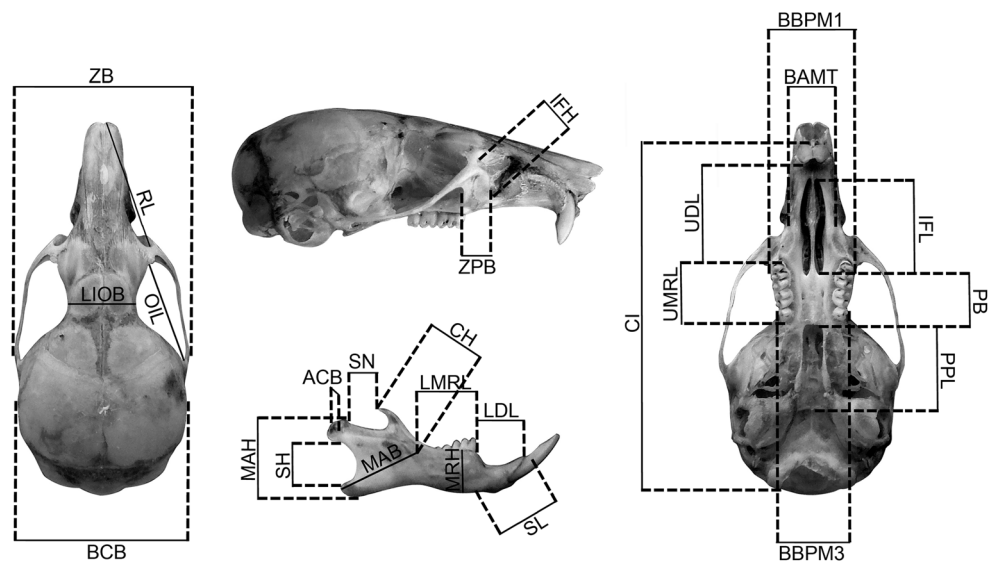 ZB
RL
LIOB
OIL
BCB
IFH
ZPB
CH
SN
ACB
LMRL
LDL
MAH
SH
MAB
MRH
SL
BBPM1
BAMT
UDL
IFL
UMRL
PB
CI
PPL
BBPM3